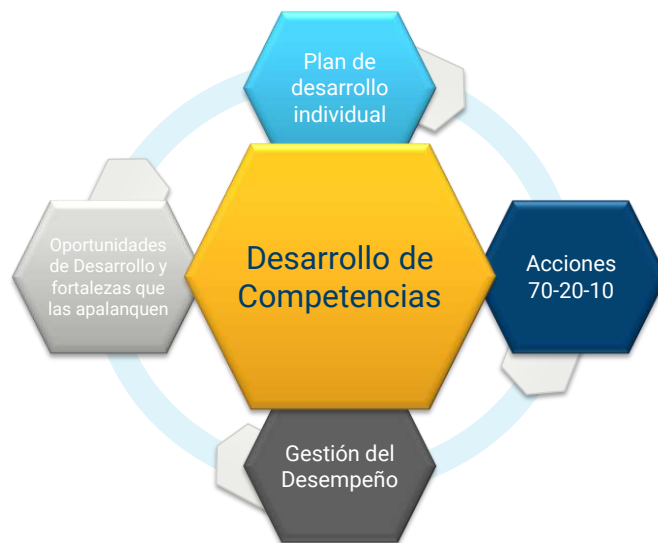 Plan de
desarrollo
individual
Oportunidades
de Desarrollo y
fortalezas que
las apalanquen
Desarrollo de
Competencias
Acciones
70-20-10
Gestión del
Desempeño